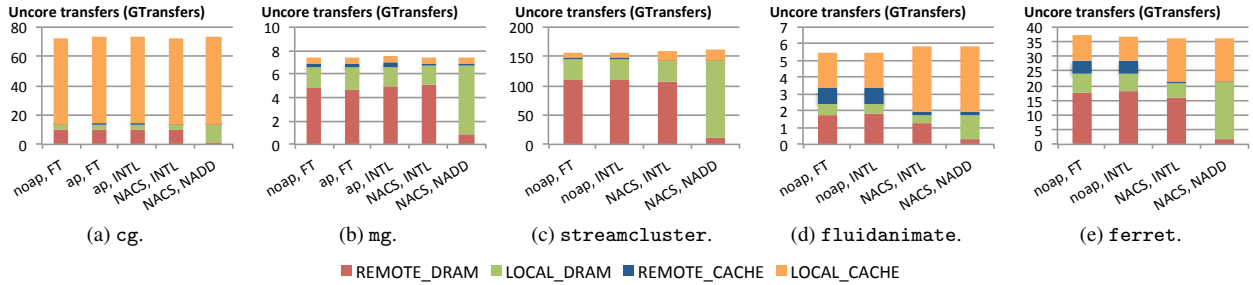 Uncore transfers (GTransfers)
80
60
40
20
0
noap, FT
ap, FT
ap, INTL
NACS, INTL
NACS, NADD
(a) cg.
Uncore transfers (GTransfers)
10
8
6
4
2
0
noap, FT
ap, FT
ap, INTL
NACS, INTL
NACS, NADD
(b) mg.
Uncore transfers (GTransfers)
200
150
100
50
0
noap, FT
noap, INTL
NACS, INTL
NACS, NADD
(c) streamcluster.
Uncore transfers (GTransfers)
7
6
5
4
3
2
1
0
noap, FT
noap, INTL
NACS, INTL
NACS, NADD
(d) fluidanimate.
Uncore transfers (GTransfers)
40
35
30
25
20
15
10
5
0
noap, FT
noap, INTL
NACS, INTL
NACS, NADD
(e) ferret.
REMOTE_DRAM LOCAL_DRAM REMOTE_CACHE LOCAL_CACHE